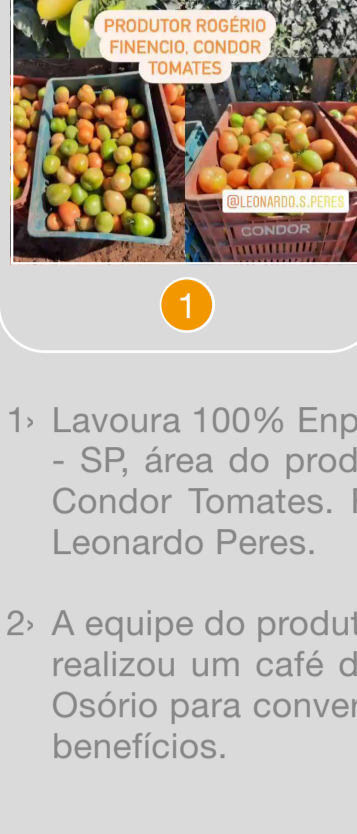 PRODUTOR ROGÉRIO
FINENCIO, CONDOR
TOMATES
@LEONARDO.S.PERES
CONDOR
1
1› Lavoura 100% Enp
- SP, área do prod
Condor Tomates.
Leonardo Peres.
2› A equipe do produt
realizou um café d
Osório para conver
benefícios.